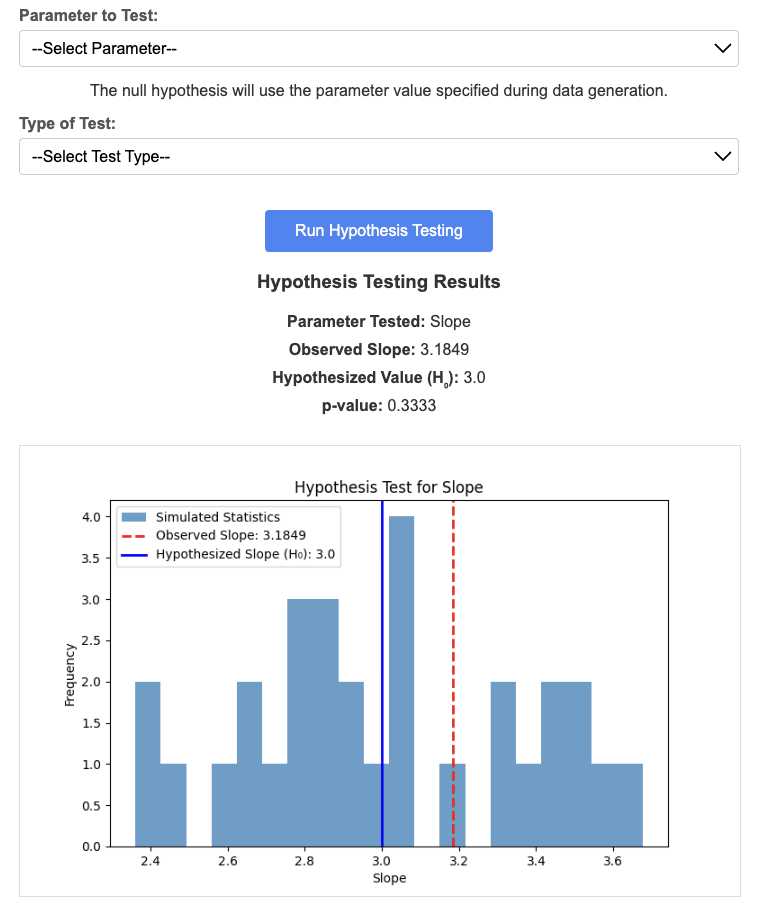 Parameter to Test:
--Select Parameter--
The null hypothesis will use the parameter value specified during data generation.
Type of Test:
--Select Test Type--
Run Hypothesis Testing
Hypothesis Testing Results
Parameter Tested: Slope
Observed Slope: 3.1849
Hypothesized Value (H₀): 3.0
p-value: 0.3333
Hypothesis Test for Slope
Simulated Statistics
Observed Slope: 3.1849
Hypothesized Slope (H₀): 3.0
Frequency
4.0
3.5
3.0
2.5
2.0
1.5
1.0
0.5
0.0
2.4 2.6 2.8 3.0 3.2 3.4 3.6
Slope